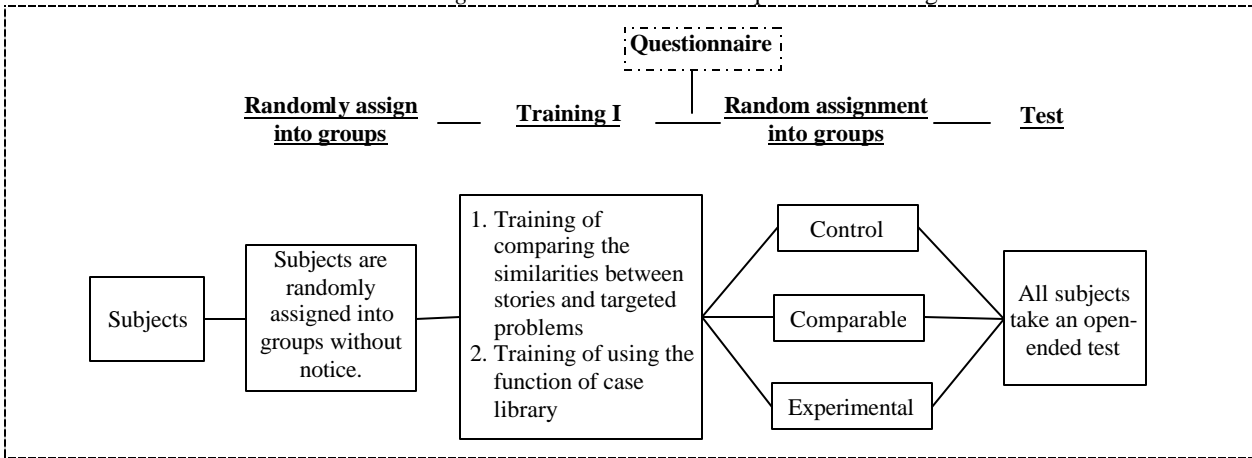 Questionnaire
Randomly assign
into groups
Training I
Random assignment
into groups
Test
Subjects
Subjects are
randomly
assigned into
groups without
notice.
1. Training of
comparing the
similarities between
stories and targeted
problems
2. Training of using the
function of case
library
Control
Comparable
Experimental
All subjects
take an open-
ended test